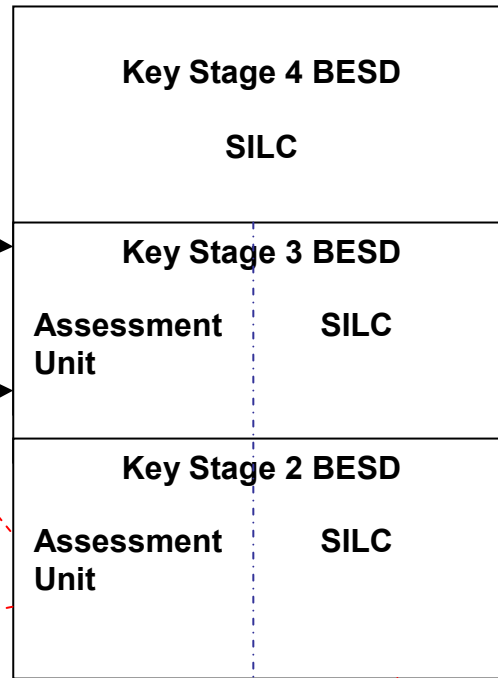 Key Stage 4 BESD
SILC
Key Stage 3 BESD
Assessment Unit
SILC
Key Stage 2 BESD
Assessment Unit
SILC